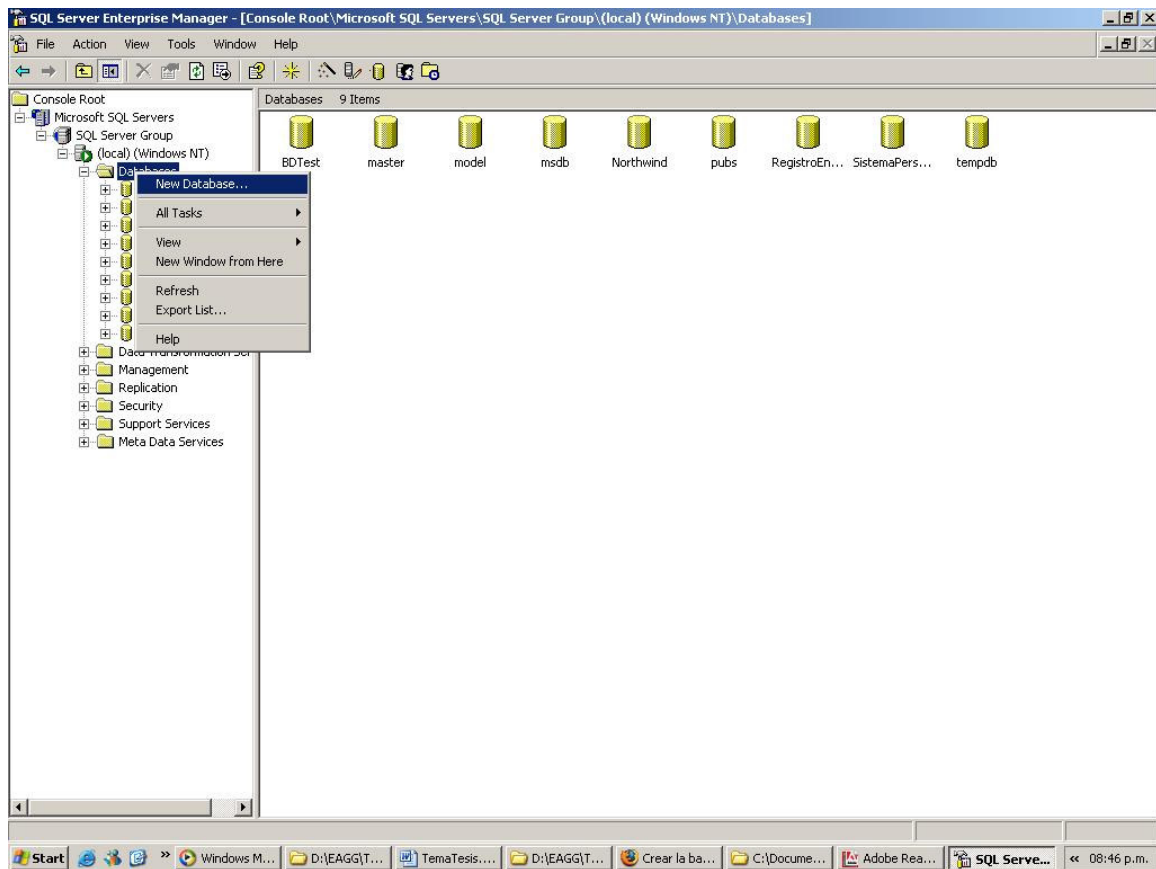 SQL Server Enterprise Manager - [Console Root\Microsoft SQL Servers\SQL Server Group\(local) (Windows NT)\Databases]
File Action View Tools Window Help
Console Root
Microsoft SQL Servers
SQL Server Group
(local) (Windows NT)
Databases
New Database...
All Tasks
View
New Window from Here
Refresh
Export List...
Help
Data Transformation Ser
Management
Replication
Security
Support Services
Meta Data Services
Databases 9 Items
BDTest master model msdb Northwind pubs RegistroEn... SistemaPers... tempdb
Start » Windows M... D:\EAGG\T... TemaTesis.... D:\EAGG\T... Crear la ba... C:\Docume... Adobe Rea... SQL Serve... « 08:46 p.m.